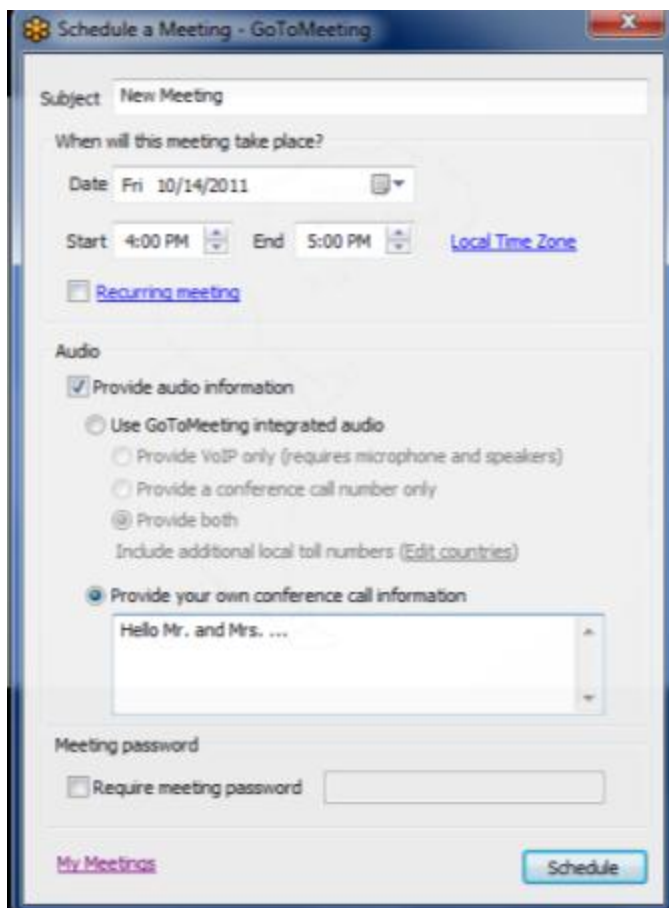 Schedule a Meeting - GoToMeeting
Subject New Meeting
When will this meeting take place?
Date Fri 10/14/2011
Start 4:00 PM End 5:00 PM Local Time Zone
Recurring meeting
Audio
Provide audio information
Use GoToMeeting integrated audio
Provide VoIP only (requires microphone and speakers)
Provide a conference call number only
Provide both
Include additional local toll numbers (Edit countries)
Provide your own conference call information
Hello Mr. and Mrs. ...
Meeting password
Require meeting password
My Meetings Schedule